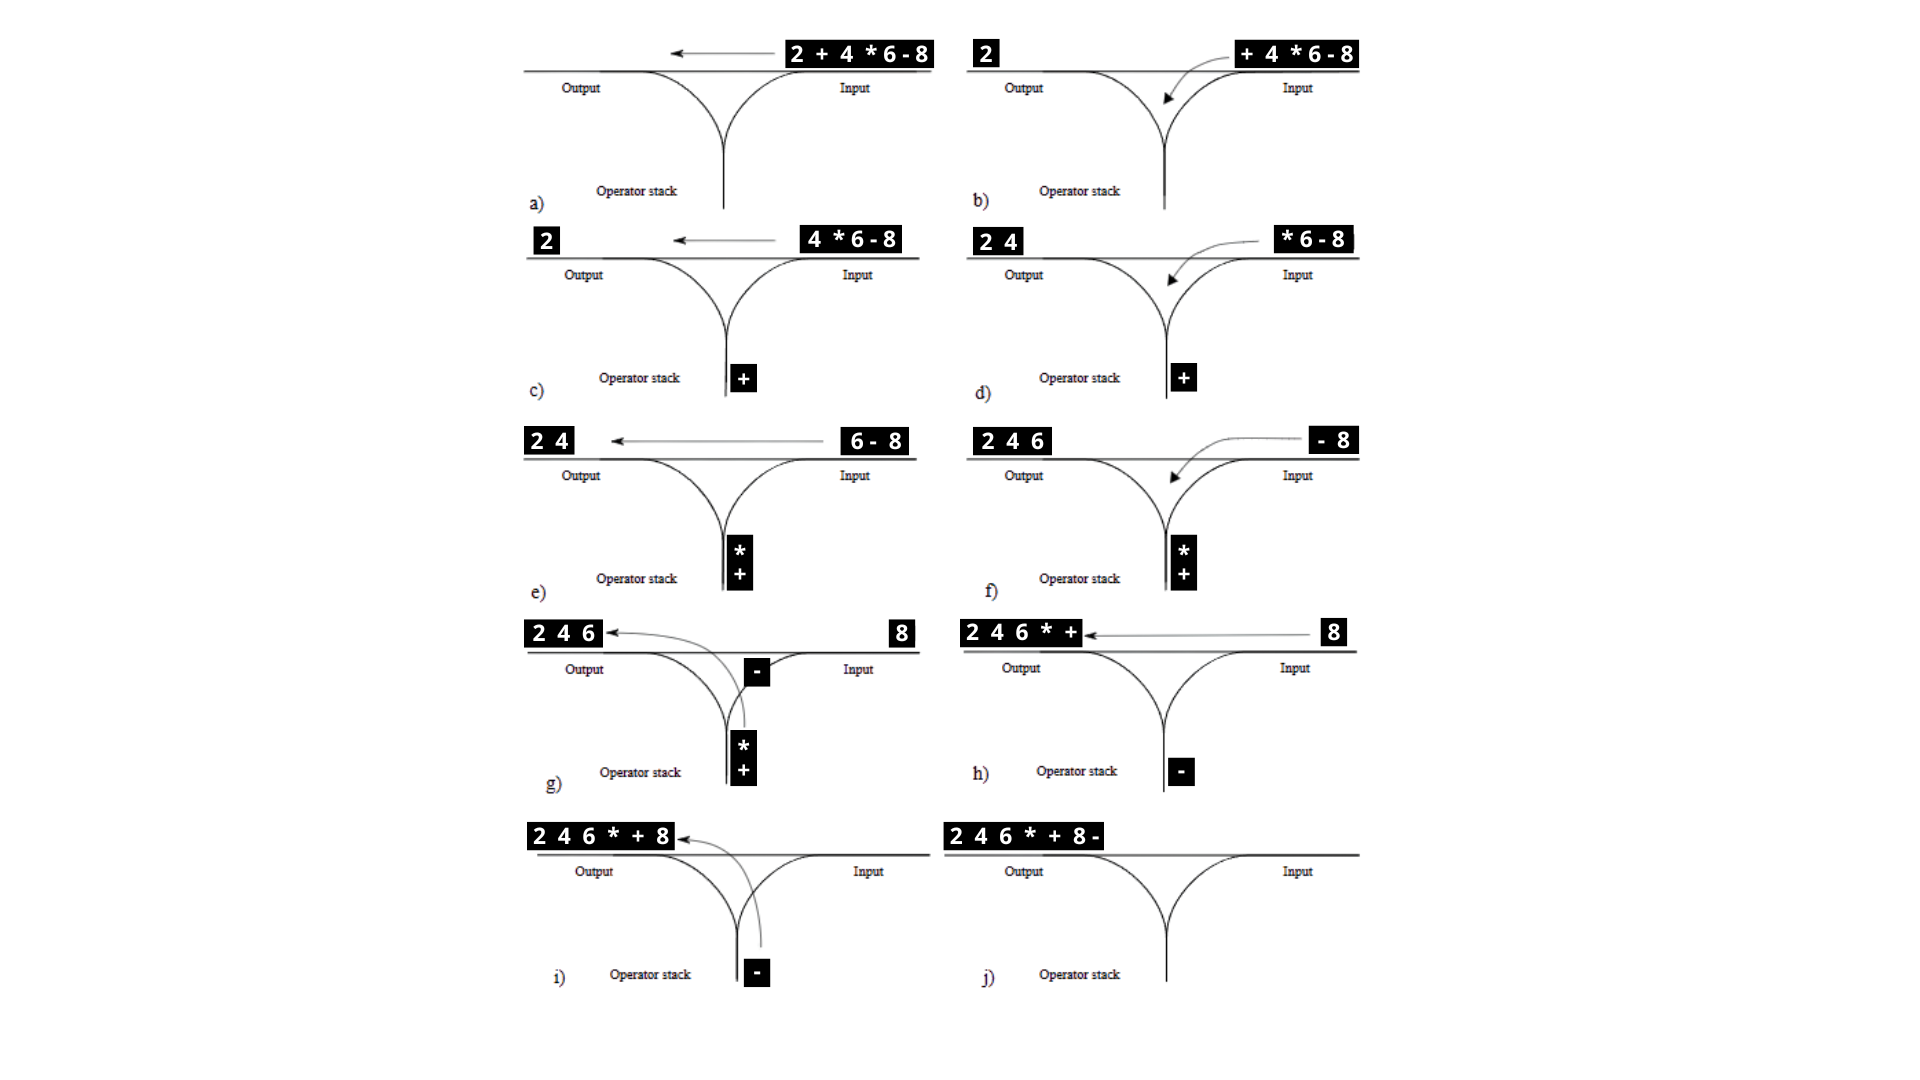 2 + 4 * 6 - 8
Output
Input
Operator stack
a)
2
+ 4 * 6 - 8
Output
Input
Operator stack
b)
2
4 * 6 - 8
Output
Input
Operator stack
+
c)
2 4
* 6 - 8
Output
Input
Operator stack
+
d)
2 4
6 - 8
Output
Input
*
+
Operator stack
e)
2 4 6
- 8
Output
Input
*
+
Operator stack
f)
2 4 6
8
-
Output
Input
*
+
Operator stack
g)
2 4 6 * +
8
Output
Input
Operator stack
-
h)
2 4 6 * + 8
Output
Input
Operator stack
-
i)
2 4 6 * + 8 -
Output
Input
Operator stack
j)